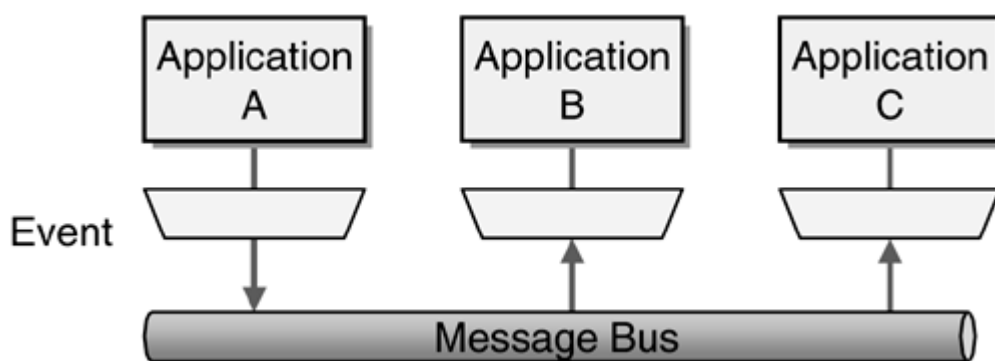 Application
A
Application
B
Application
C
Event
Message Bus